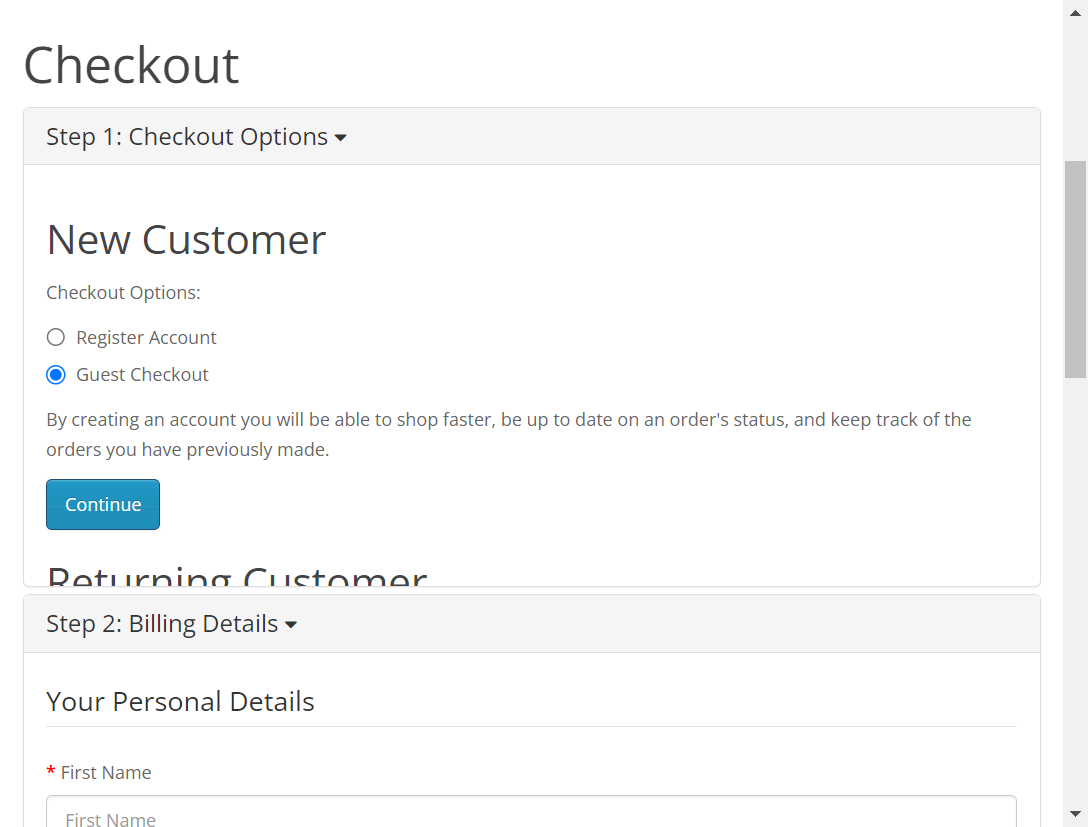 Checkout
Step 1: Checkout Options
New Customer
Checkout Options:
Register Account
Guest Checkout
By creating an account you will be able to shop faster, be up to date on an order's status, and keep track of the
orders you have previously made.
Continue
Returning Customer
Step 2: Billing Details
Your Personal Details
* First Name
First Name